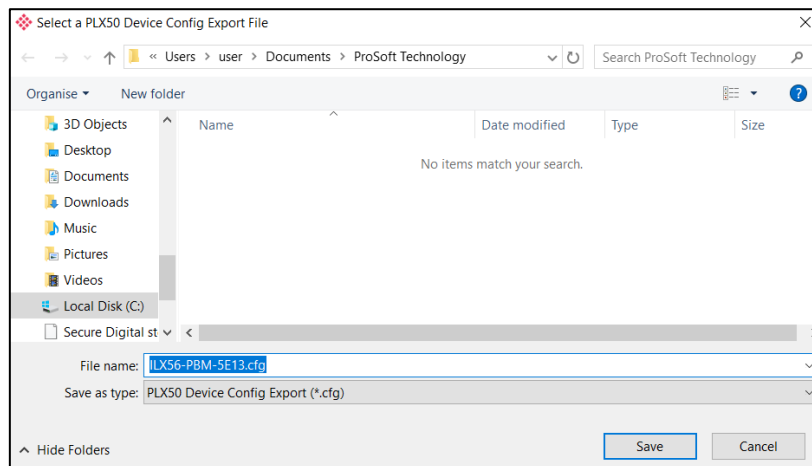 Select a PLX50 Device Config Export File
« Users > user > Documents > ProSoft Technology
Search ProSoft Technology
Organise
New folder
?
Name
Date modified
Type
Size
3D Objects
Desktop
Documents
Downloads
Music
Pictures
Videos
Local Disk (C:)
Secure Digital st
No items match your search.
File name: ILX56-PBM-5E13.cfg
Save as type: PLX50 Device Config Export (*.cfg)
Hide Folders
Save
Cancel